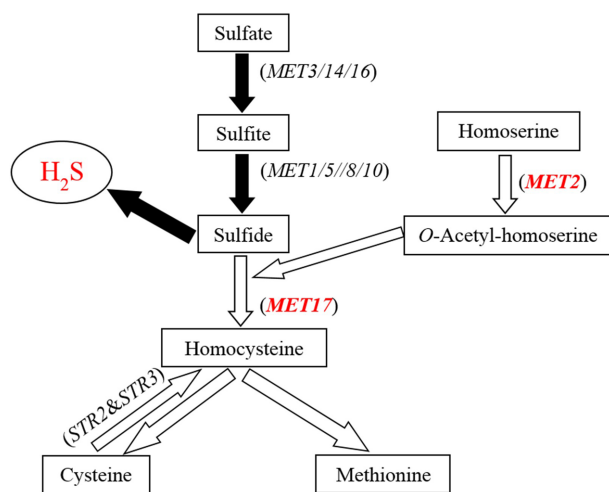 Sulfate
(MET3/14/16)
Sulfite
Homoserine
H2S
(MET1/5//8/10)
(MET2)
Sulfide
O-Acetyl-homoserine
(MET17)
Homocysteine
(STR2&STR3)
Cysteine
Methionine